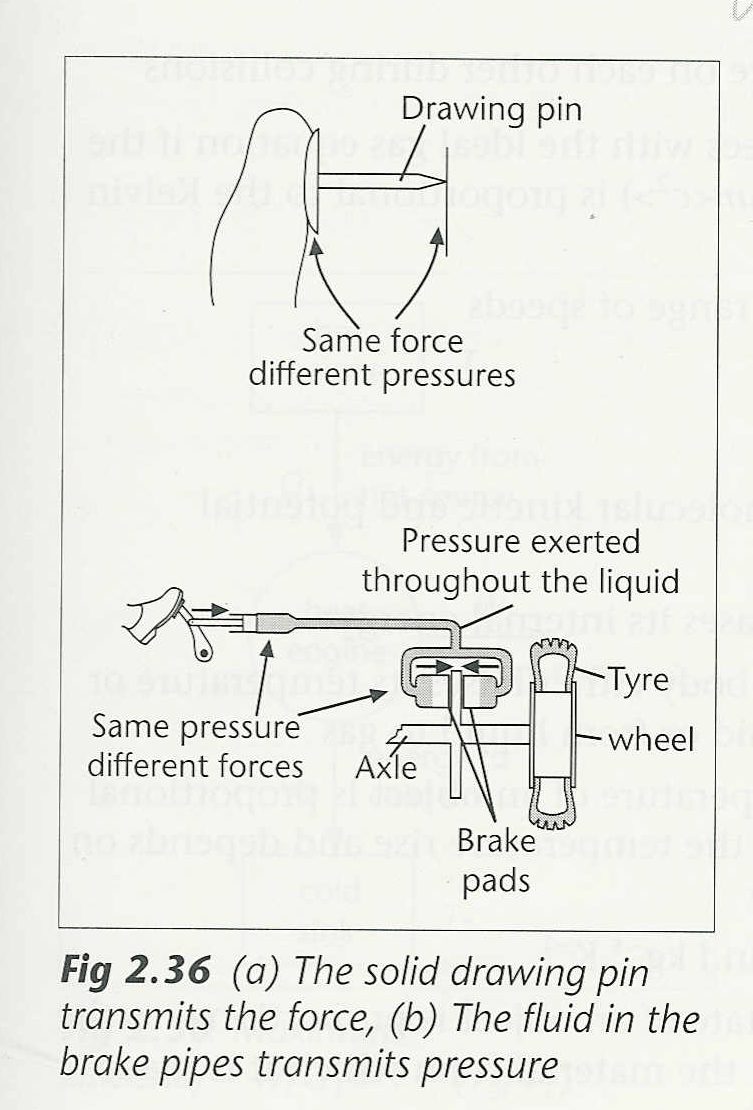 Drawing pin
Same force
different pressures
Pressure exerted
throughout the liquid
Tyre
wheel
Same pressure
different forces
Axle
Brake
pads
Fig 2.36 (a) The solid drawing pin
transmits the force, (b) The fluid in the
brake pipes transmits pressure